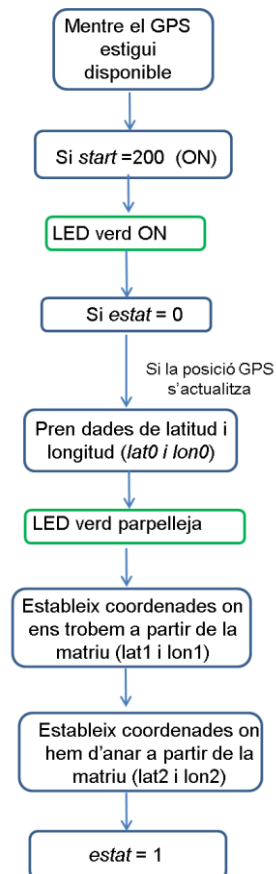 Mentre el GPS
estigui
disponible
Si start =200 (ON)
LED verd ON
Si estat = 0
Si la posició GPS
s'actualitza
Pren dades de latitud i
longitud (lat0 i lon0)
LED verd parpelleja
Estableix coordenades on
ens trobem a partir de la
matriu (lat1 i lon1)
Estableix coordenades on
hem d'anar a partir de la
matriu (lat2 i lon2)
estat = 1